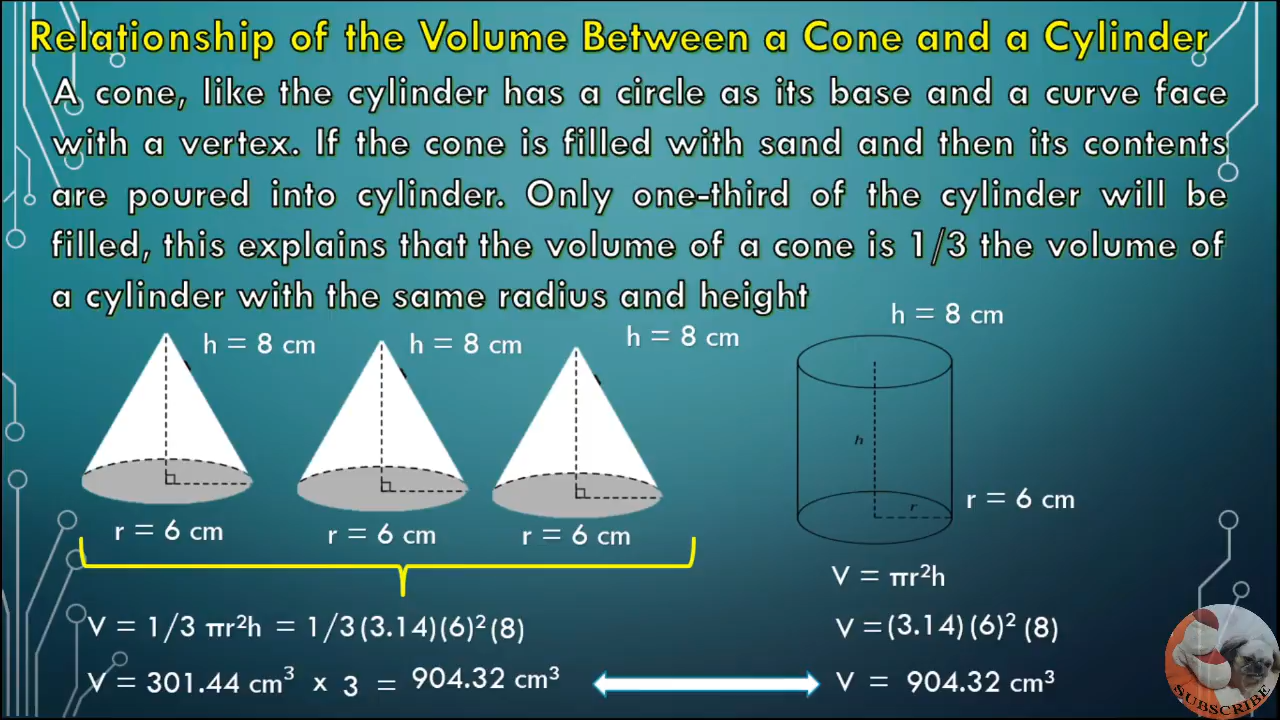 Relationship of the Volume Between a Cone and a Cylinder
A cone, like the cylinder has a circle as its base and a curve face
with a vertex. If the cone is filled with sand and then its contents
are poured into cylinder. Only one-third of the cylinder will be
filled, this explains that the volume of a cone is 1/3 the volume of
a cylinder with the same radius and height
h = 8 cm
h = 8 cm
h = 8 cm
h = 8 cm
h
r
r = 6 cm
r = 6 cm
r = 6 cm
r = 6 cm
V = 1/3 πr²h = 1/3(3.14)(6)² (8)
V = 301.44 cm³ x 3 = 904.32 cm³
V = πr²h
V = (3.14)(6)² (8)
V = 904.32 cm³
SUBSCRIBE